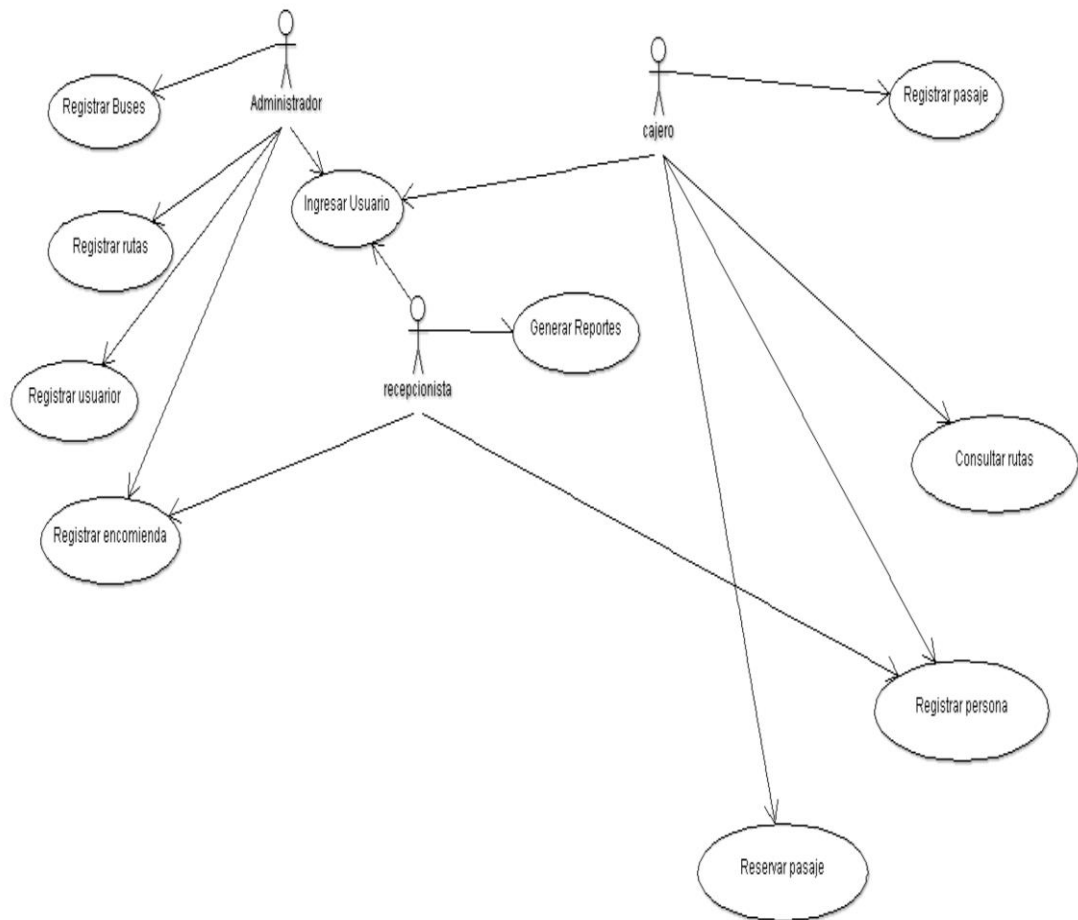 Registrar Buses
Administrador
cajero
Registrar pasaje
Ingresar Usuario
Registrar rutas
Generar Reportes
Registrar usuarior
recepcionista
Consultar rutas
Registrar encomienda
Registrar persona
Reservar pasaje